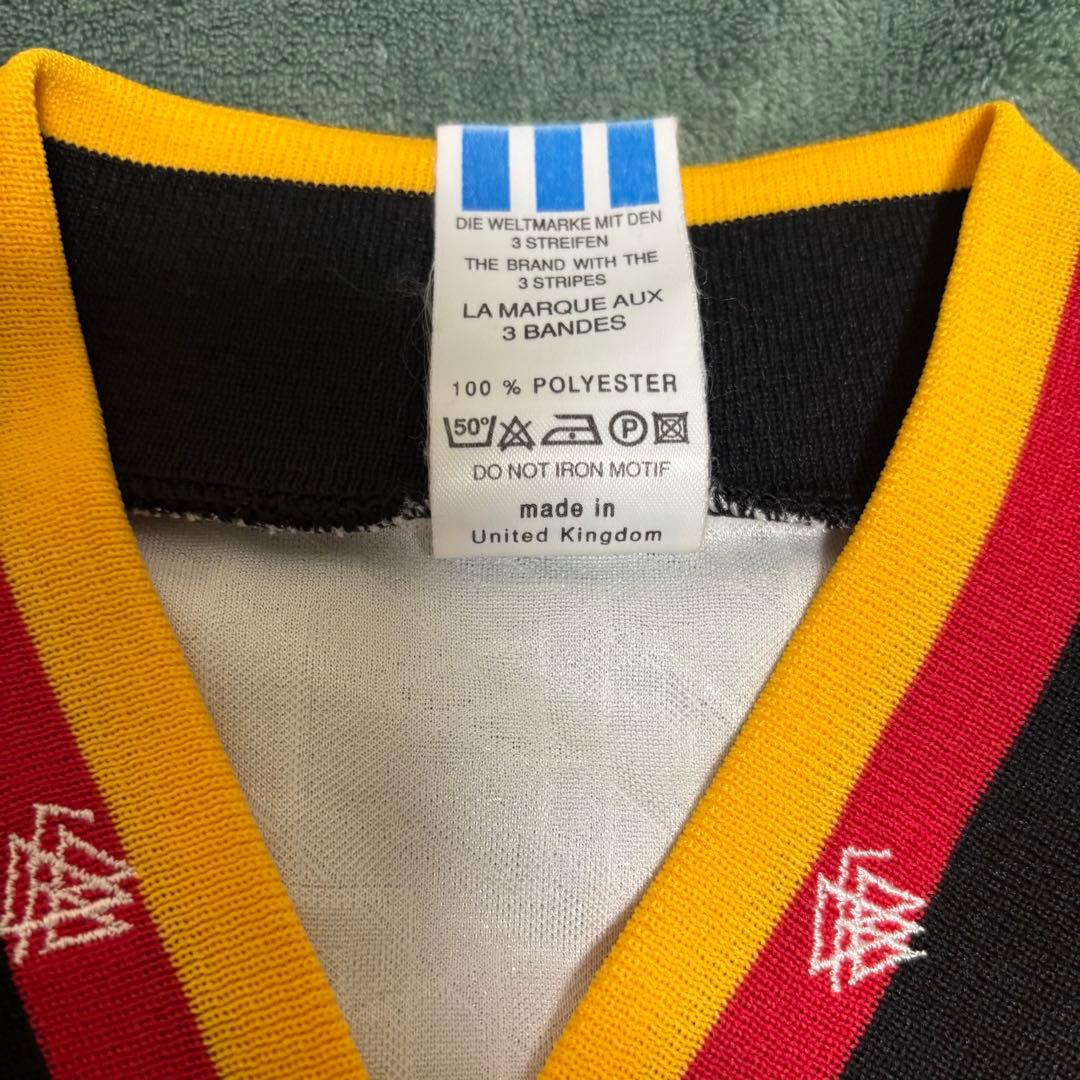 DIE WELTMARKE MIT DEN
3 STREIFEN
THE BRAND WITH THE
3 STRIPES
LA MARQUE AUX
3 BANDES
100 % POLYESTER
50° P
DO NOT IRON MOTIF
made in
United Kingdom